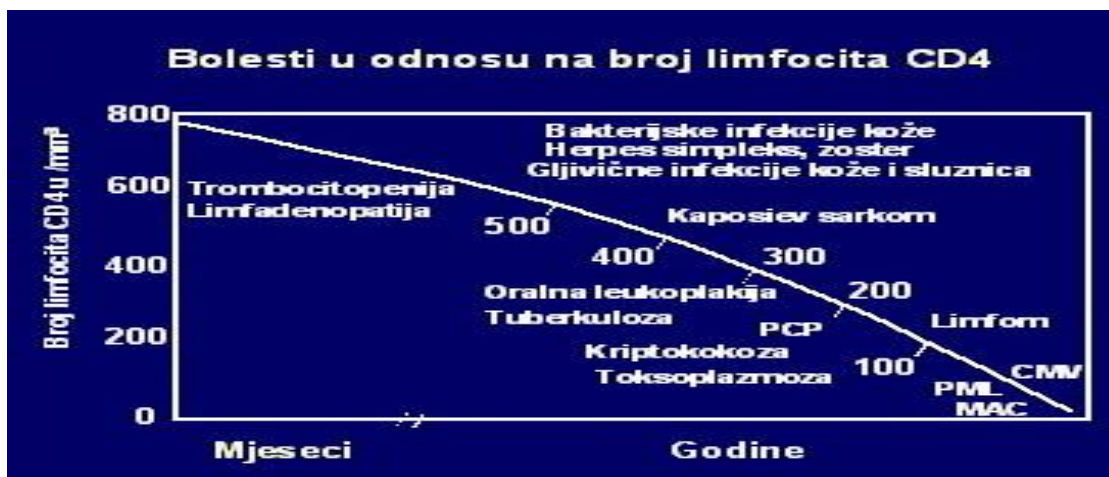 Bolesti u odnosu na broj limfocita CD4
Broj limfocita CD4 u /mm³
800
600
400
200
0
Bakterijske infekcije kože
Herpes simpleks, zoster
Gljivične infekcije kože i sluznica
Trombocitopenija
Limfadenopatija
500
Kaposiev sarkom
400
300
Oralna leukoplakija
Tuberkuloza
200
PCP
Limfom
Kriptokokoza
Toksoplazmoza
100
CMV
PML
MAC
Mjeseci
Godine